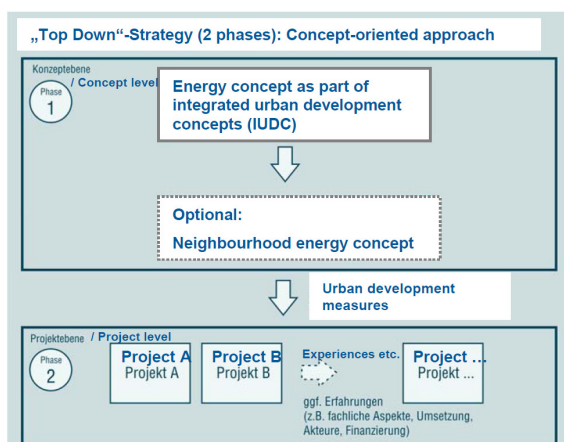 „Top Down“-Strategy (2 phases): Concept-oriented approach
Konzeptebene / Concept level
Phase
1
Energy concept as part of
integrated urban development
concepts (IUDC)
Optional:
Neighbourhood energy concept
Urban development
measures
Projektebene / Project level
Phase
2
Project A
Projekt A
Project B
Projekt B
Experiences etc.
ggf. Erfahrungen
(z.B. fachliche Aspekte, Umsetzung,
Akteure, Finanzierung)
Project ...
Projekt ...